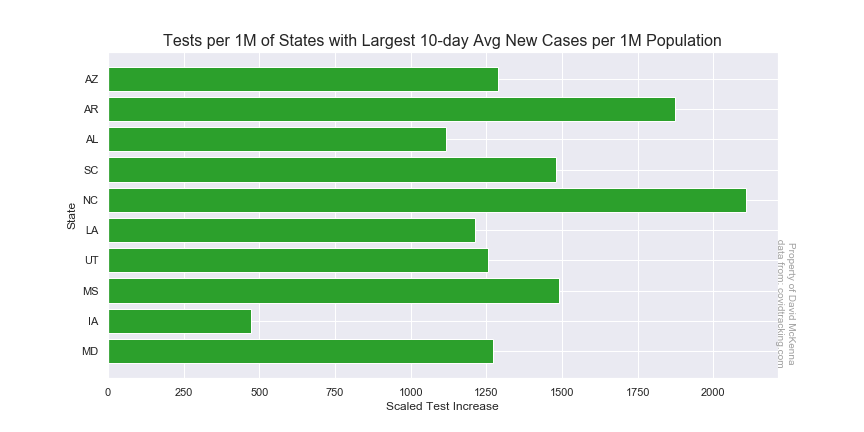 Tests per 1M of States with Largest 10-day Avg New Cases per 1M Population
AZ
AR
AL
SC
NC
LA
UT
MS
IA
MD
State
0 250 500 750 1000 1250 1500 1750 2000
Scaled Test Increase
Property of David McKenna
data from: covidtracking.com